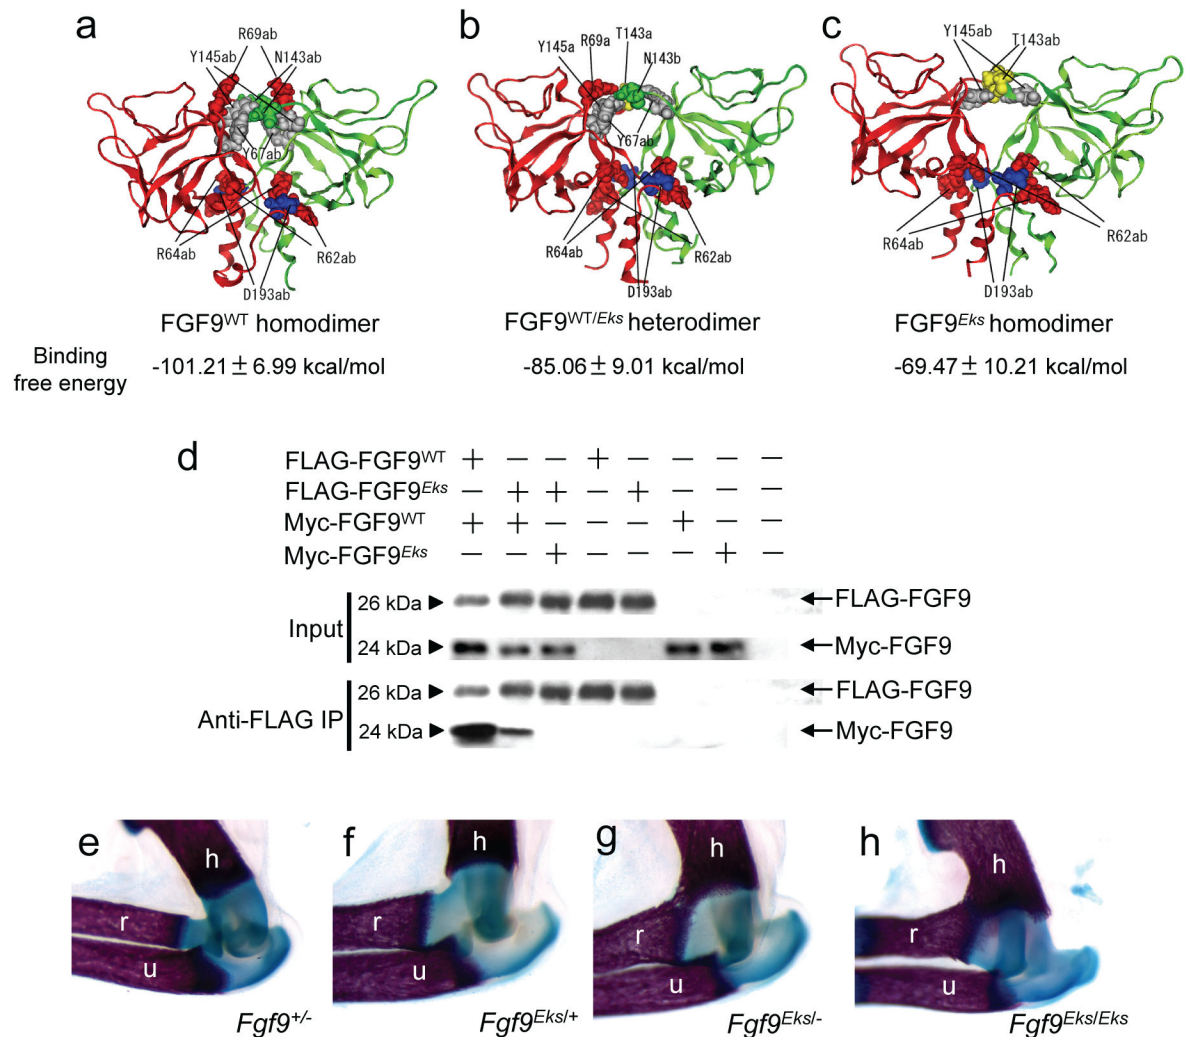 a
R69ab
Y145ab N143ab
Y67ab
R64ab R62ab
D193ab
FGF9WT homodimer
b
Y145a R69a T143a N143b
Y67ab
R64ab R62ab
D193ab
FGF9WT/Eks heterodimer
c
Y145ab T143ab
R64ab R62ab
D193ab
FGF9Eks homodimer
Binding
free energy
-101.21 ± 6.99 kcal/mol
-85.06 ± 9.01 kcal/mol
-69.47 ± 10.21 kcal/mol
d
FLAG-FGF9WT + − − + − − − −
FLAG-FGF9Eks − + + − + − − −
Myc-FGF9WT + + − − − + − −
Myc-FGF9Eks − − + − − − + −
Input
26 kDa FLAG-FGF9
24 kDa Myc-FGF9
Anti-FLAG IP
26 kDa FLAG-FGF9
24 kDa Myc-FGF9
e
h
r
u
Fgf9+/-
f
h
r
u
Fgf9Eks/+
g
h
r
u
Fgf9Eks/-
h
h
r
u
Fgf9Eks/Eks